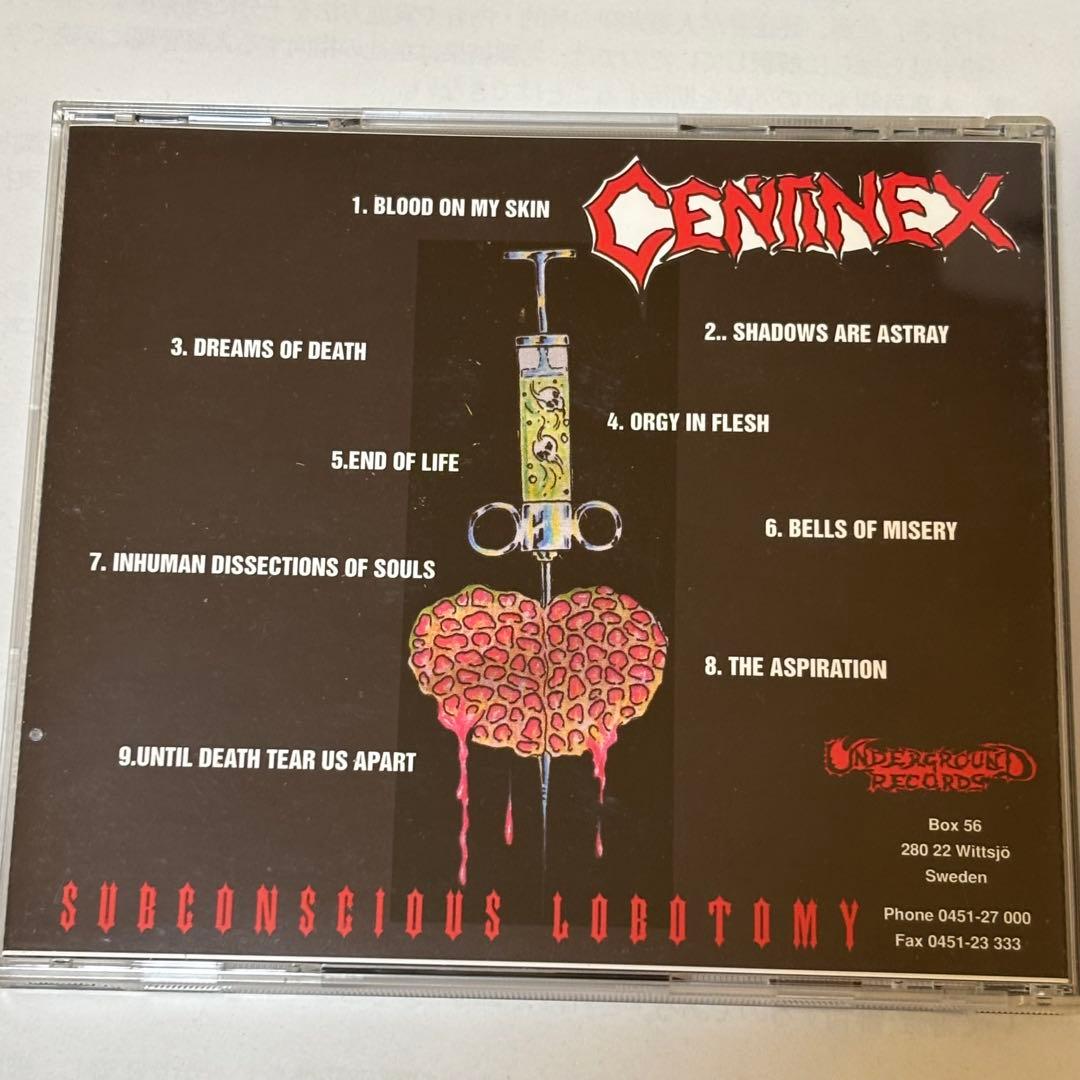 CENTINEX
1. BLOOD ON MY SKIN
2.. SHADOWS ARE ASTRAY
3. DREAMS OF DEATH
4. ORGY IN FLESH
5.END OF LIFE
6. BELLS OF MISERY
7. INHUMAN DISSECTIONS OF SOULS
8. THE ASPIRATION
9.UNTIL DEATH TEAR US APART
UNDERGROUND
RECORDS
Box 56
280 22 Wittsjö
Sweden
Phone 0451-27 000
Fax 0451-23 333
SUBCONSCIOUS LOBOTOMY